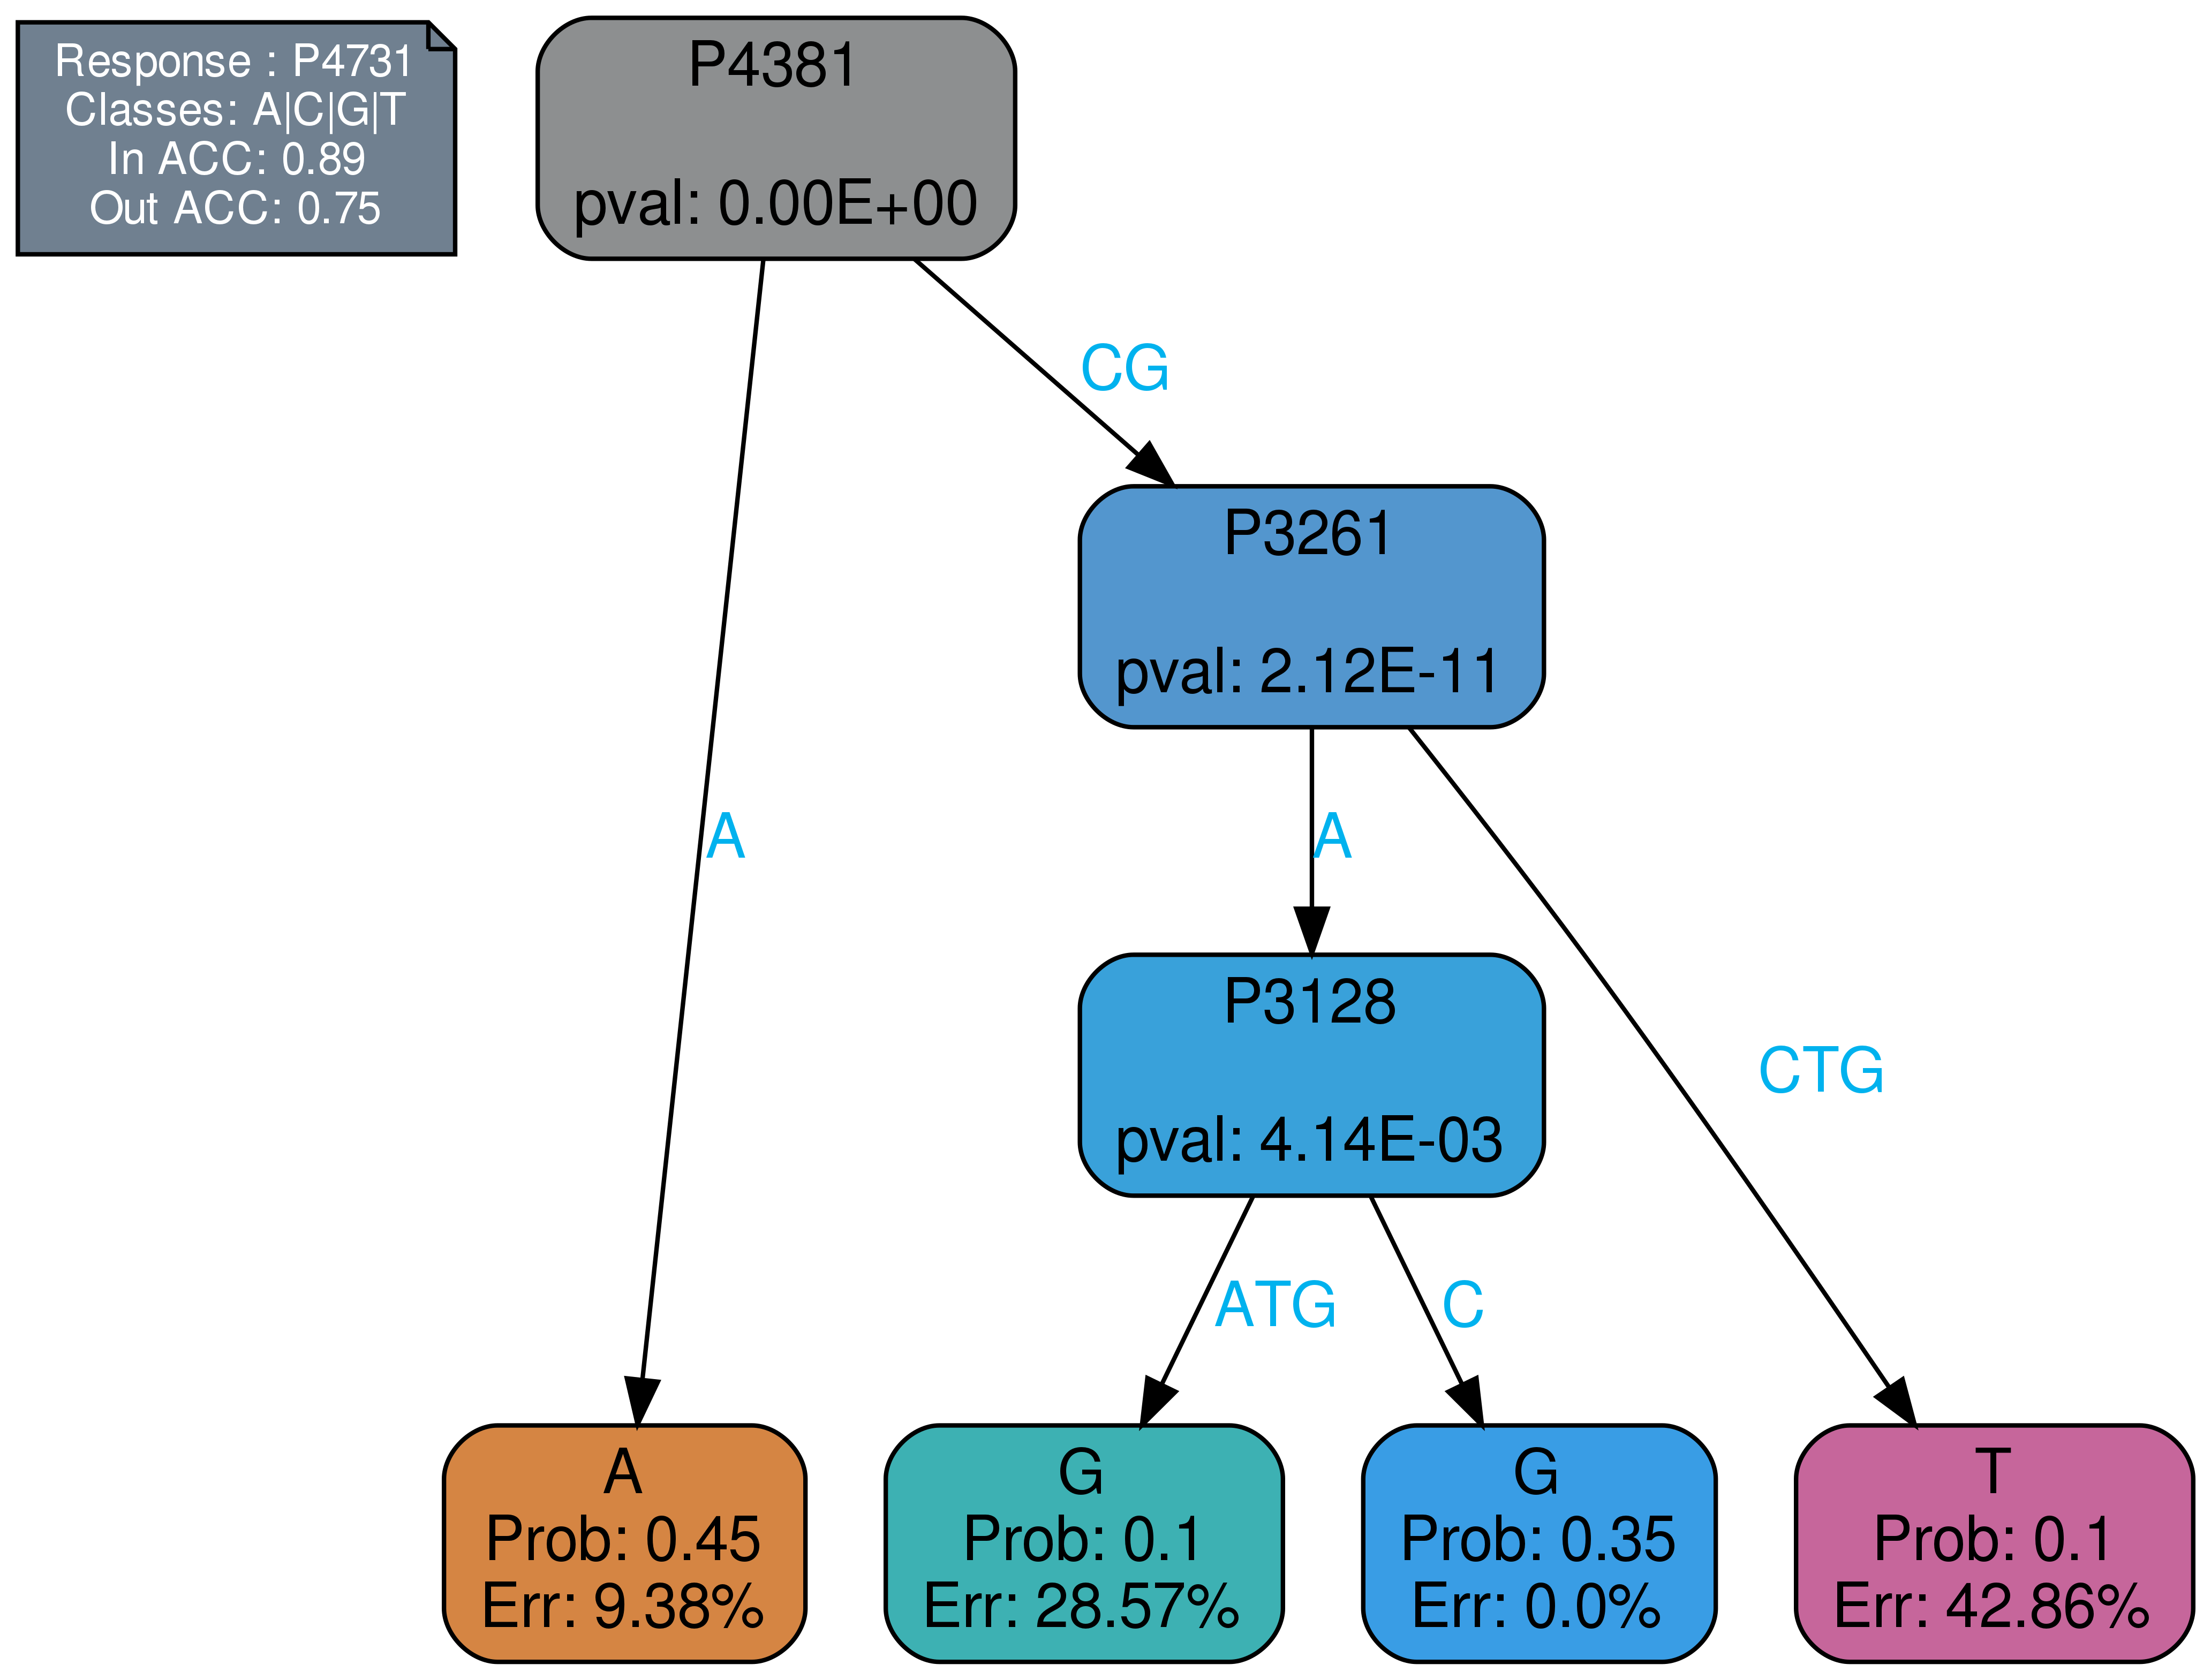 Response : P4731
Classes: A|C|G|T
In ACC: 0.89
Out ACC: 0.75
P4381
pval: 0.00E+00
CG
P3261
pval: 2.12E-11
A
A
CTG
P3128
pval: 4.14E-03
ATG
C
A
Prob: 0.45
Err: 9.38%
G
Prob: 0.1
Err: 28.57%
G
Prob: 0.35
Err: 0.0%
T
Prob: 0.1
Err: 42.86%